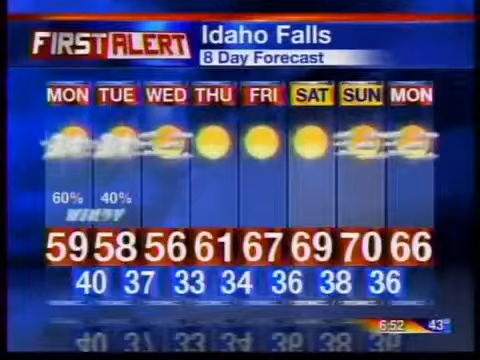 FIRST ALERT
Idaho Falls
8 Day Forecast
MON TUE WED THU FRI SAT SUN MON
60% 40%
WINDY
59 58 56 61 67 69 70 66
40 37 33 34 36 38 36
6:52 43°